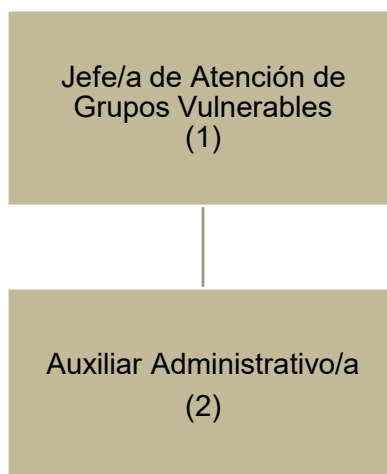 Jefe/a de Atención de
Grupos Vulnerables
(1)
Auxiliar Administrativo/a
(2)